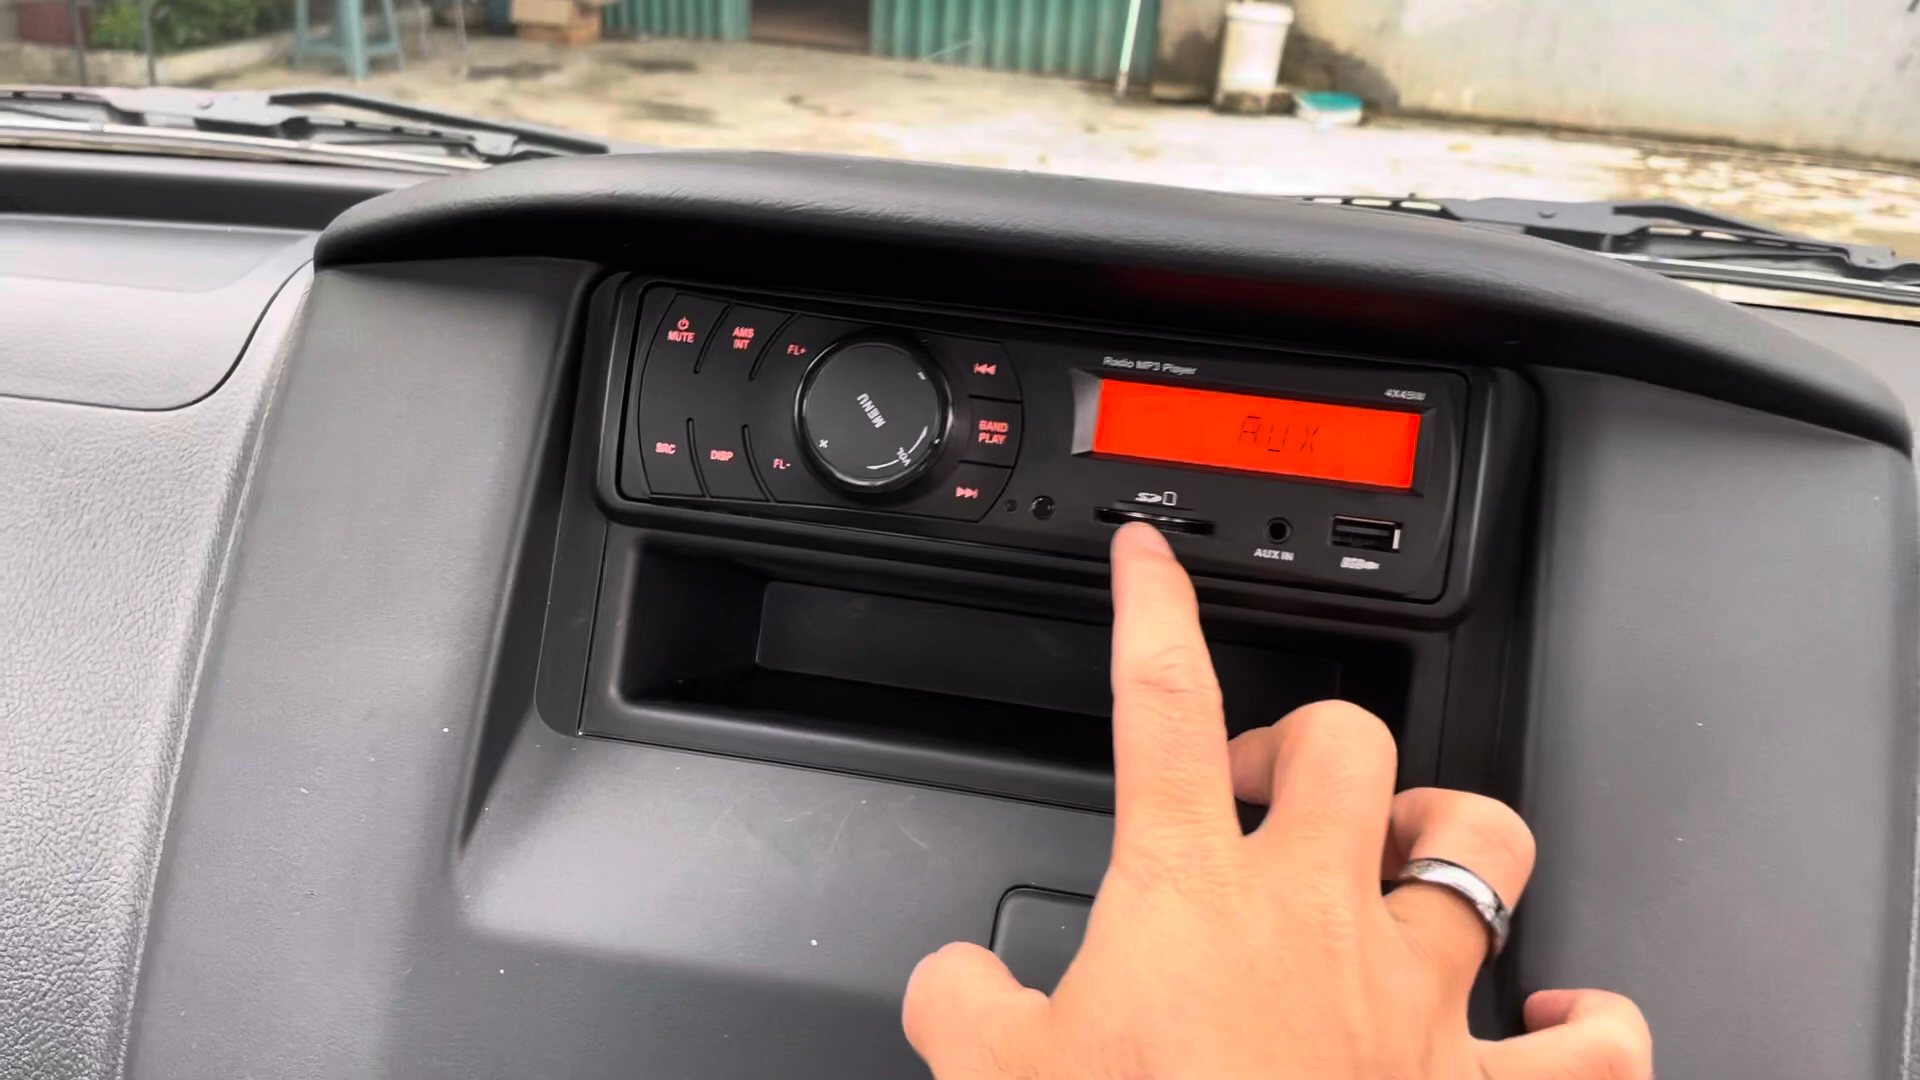 MUTE
AMS
INT
FL+
MENU
VOL
SRC
DISP
FL-
BAND
PLAY
Radio MP3 Player
4X45W
AUX
SD
AUX IN